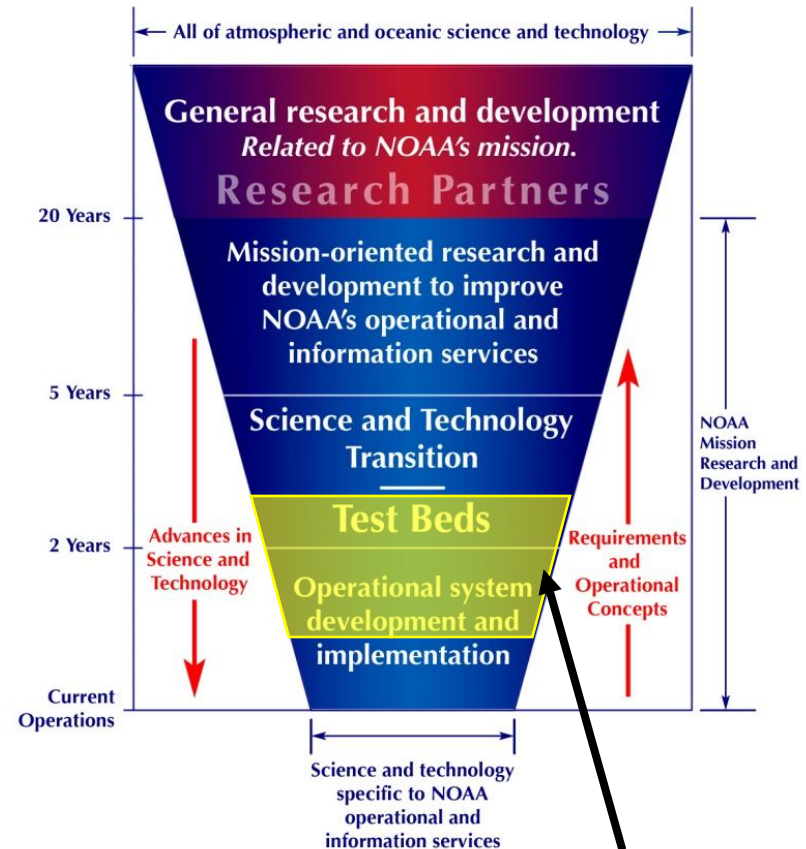 All of atmospheric and oceanic science and technology
General research and development
Related to NOAA's mission.
Research Partners
20 Years
Mission-oriented research and
development to improve
NOAA's operational and
information services
5 Years
Science and Technology
Transition
NOAA
Mission
Research and
Development
Test Beds
2 Years
Advances in
Science and
Technology
Requirements
and
Operational
Concepts
Operational system
development and
implementation
Current
Operations
Science and technology
specific to NOAA
operational and
information services